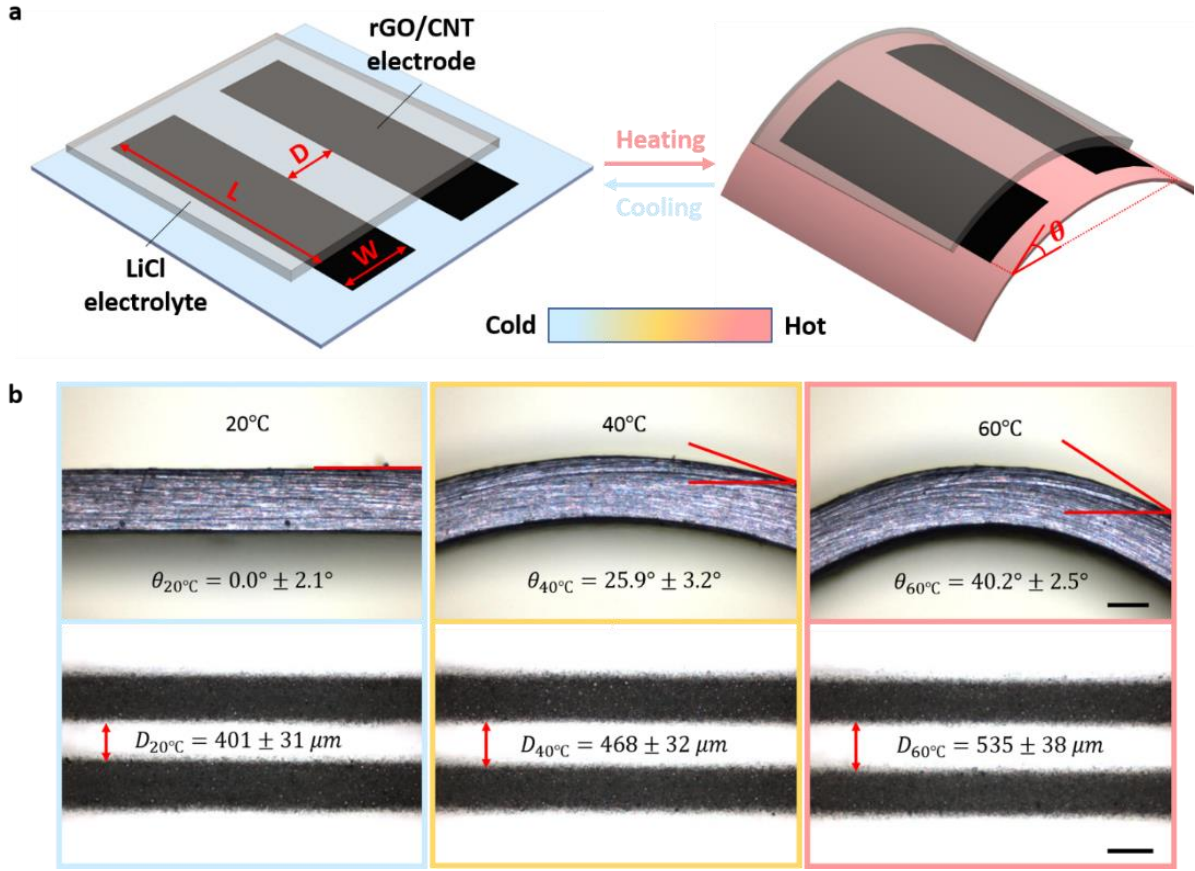 a
rGO/CNT
electrode
D
L
W
LiCl
electrolyte
Heating
Cooling
θ
Cold
Hot
b
20°C
40°C
60°C
θ20°C = 0.0° ± 2.1°
θ40°C = 25.9° ± 3.2°
θ60°C = 40.2° ± 2.5°
D20°C = 401 ± 31 μm
D40°C = 468 ± 32 μm
D60°C = 535 ± 38 μm